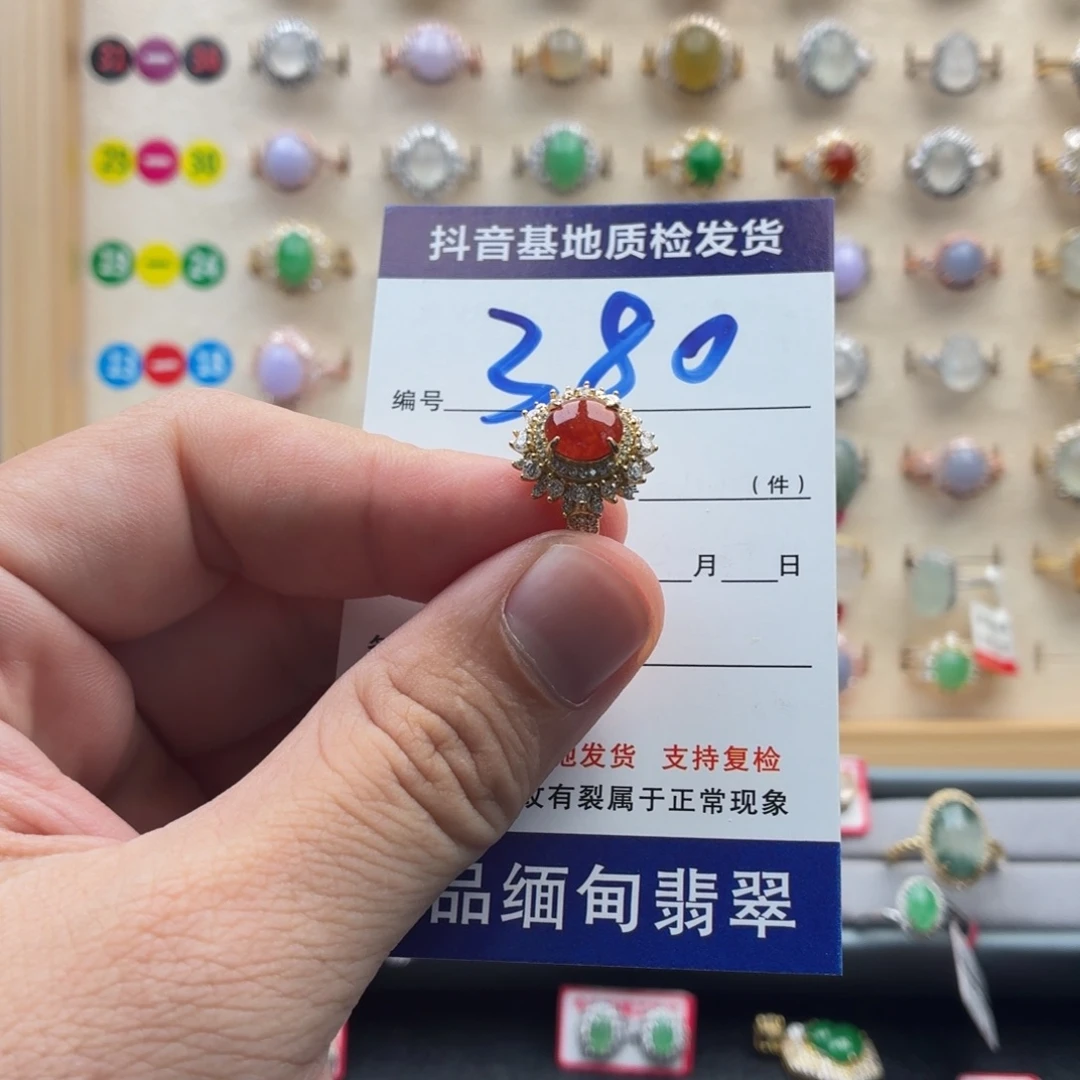 抖音基地质检发货
编号 380
(件)
月 日
地发货 支持复检
纹有裂属于正常现象
品缅甸翡翠